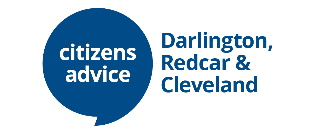 citizens
advice
Darlington,
Redcar &
Cleveland